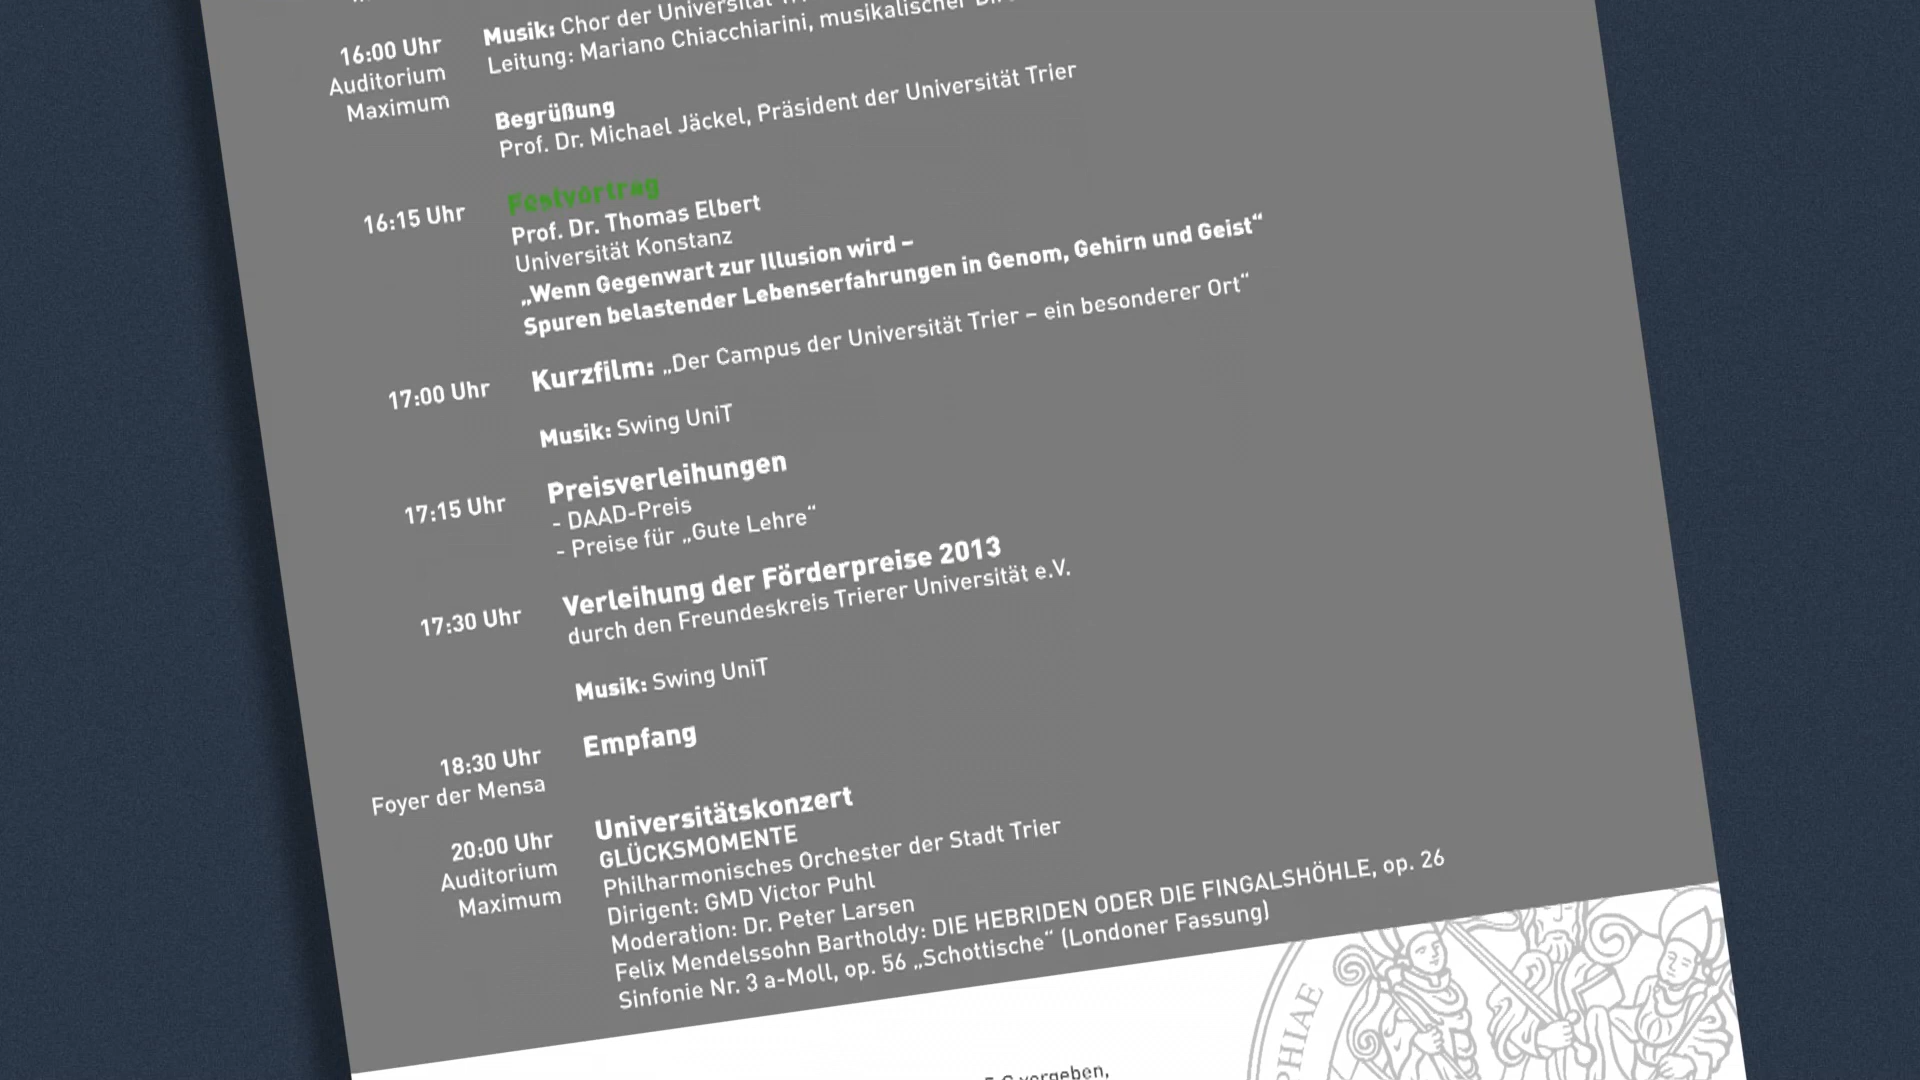 Musik: Chor der Universität
16:00 Uhr
Leitung: Mariano Chiacchiarini, musikalischer
Auditorium
Maximum
Begrüßung
Prof. Dr. Michael Jäckel, Präsident der Universität Trier
16:15 Uhr
Festvortrag
Prof. Dr. Thomas Elbert
Universität Konstanz
„Wenn Gegenwart zur Illusion wird –
Spuren belastender Lebenserfahrungen in Genom, Gehirn und Geist“
17:00 Uhr
Kurzfilm: „Der Campus der Universität Trier – ein besonderer Ort“
Musik: Swing UniT
17:15 Uhr
Preisverleihungen
- DAAD-Preis
- Preise für „Gute Lehre“
17:30 Uhr
Verleihung der Förderpreise 2013
durch den Freundeskreis Trierer Universität e.V.
Musik: Swing UniT
18:30 Uhr
Foyer der Mensa
Empfang
20:00 Uhr
Auditorium
Maximum
Universitätskonzert
GLÜCKSMOMENTE
Philharmonisches Orchester der Stadt Trier
Dirigent: GMD Victor Puhl
Moderation: Dr. Peter Larsen
Felix Mendelssohn Bartholdy: DIE HEBRIDEN ODER DIE FINGALSHÖHLE, op. 26
Sinfonie Nr. 3 a-Moll, op. 56 „Schottische“ (Londoner Fassung)
PHIAE
vergeben,